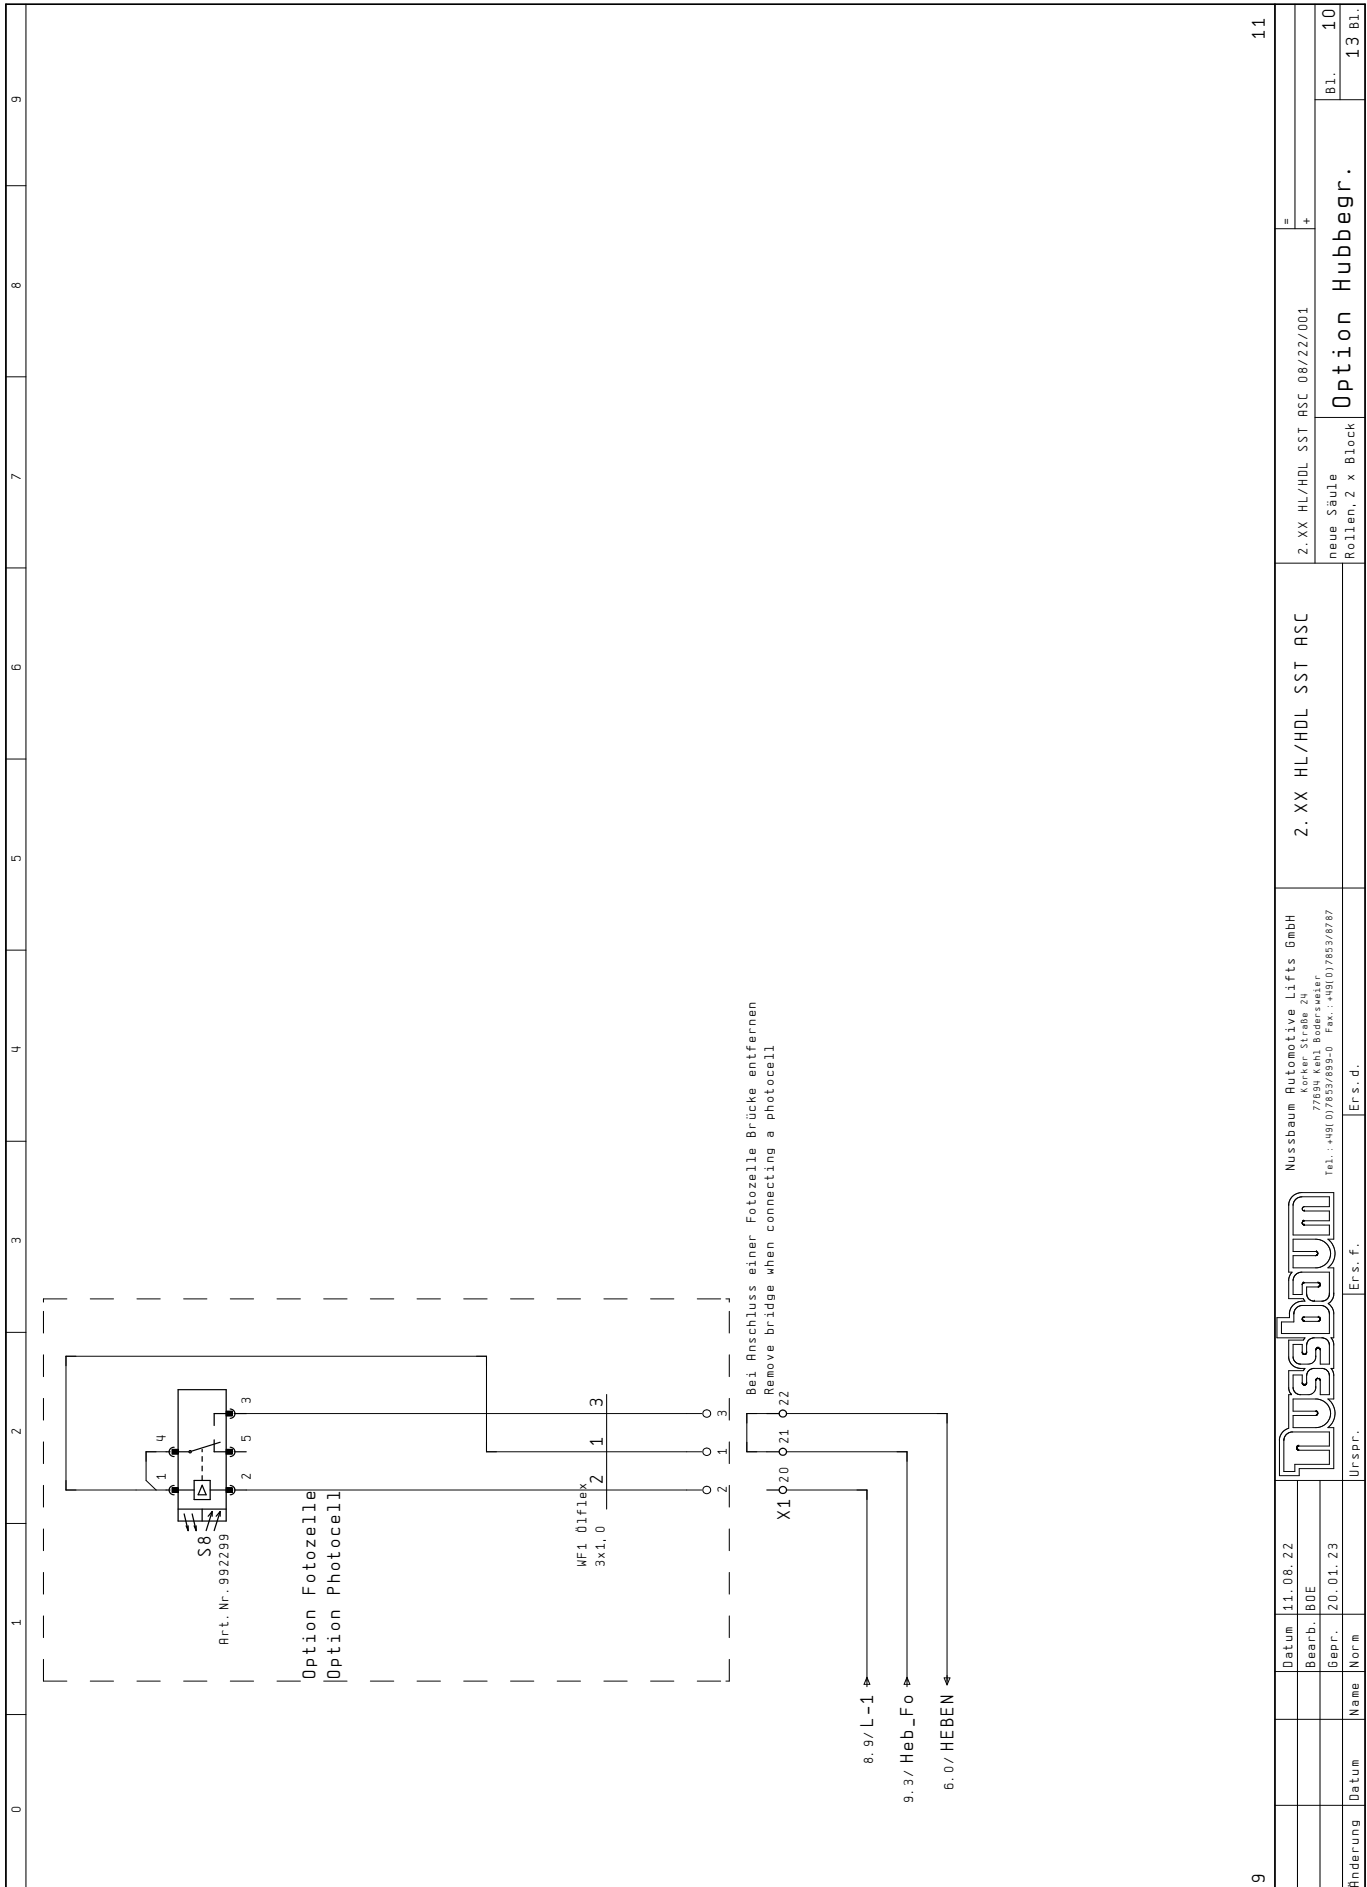 0 1 2 3 4 5 6 7 8 9
1 4
S8
Art.Nr.992299
2 5 3
Option Fotozelle
Option Photocell
WF1 Ölflex
3x1,0
2 1 3
2 1 3
Bei Anschluss einer Fotozelle Brücke entfernen
Remove bridge when connecting a photocell
X1 20 21 22
8.9/L-1
9.3/Heb_Fo
6.0/HEBEN
9
11
Änderung Datum Name Norm
Datum 11.08.22
Bearb. BOE
Gepr. 20.01.23
nussbaum
Urspr. Ers.f. Ers.d.
Nussbaum Automotive Lifts GmbH
Korker Straße 24
77694 Kehl Bodersweier
Tel.:+49(0)7853/899-0 Fax.:+49(0)7853/8787
2.XX HL/HDL SST ASC
2.XX HL/HDL SST ASC 08/22/001
neue Säule
Rollen,2 x Block
Option Hubbegr.
=
+
Bl. 10
13 Bl.